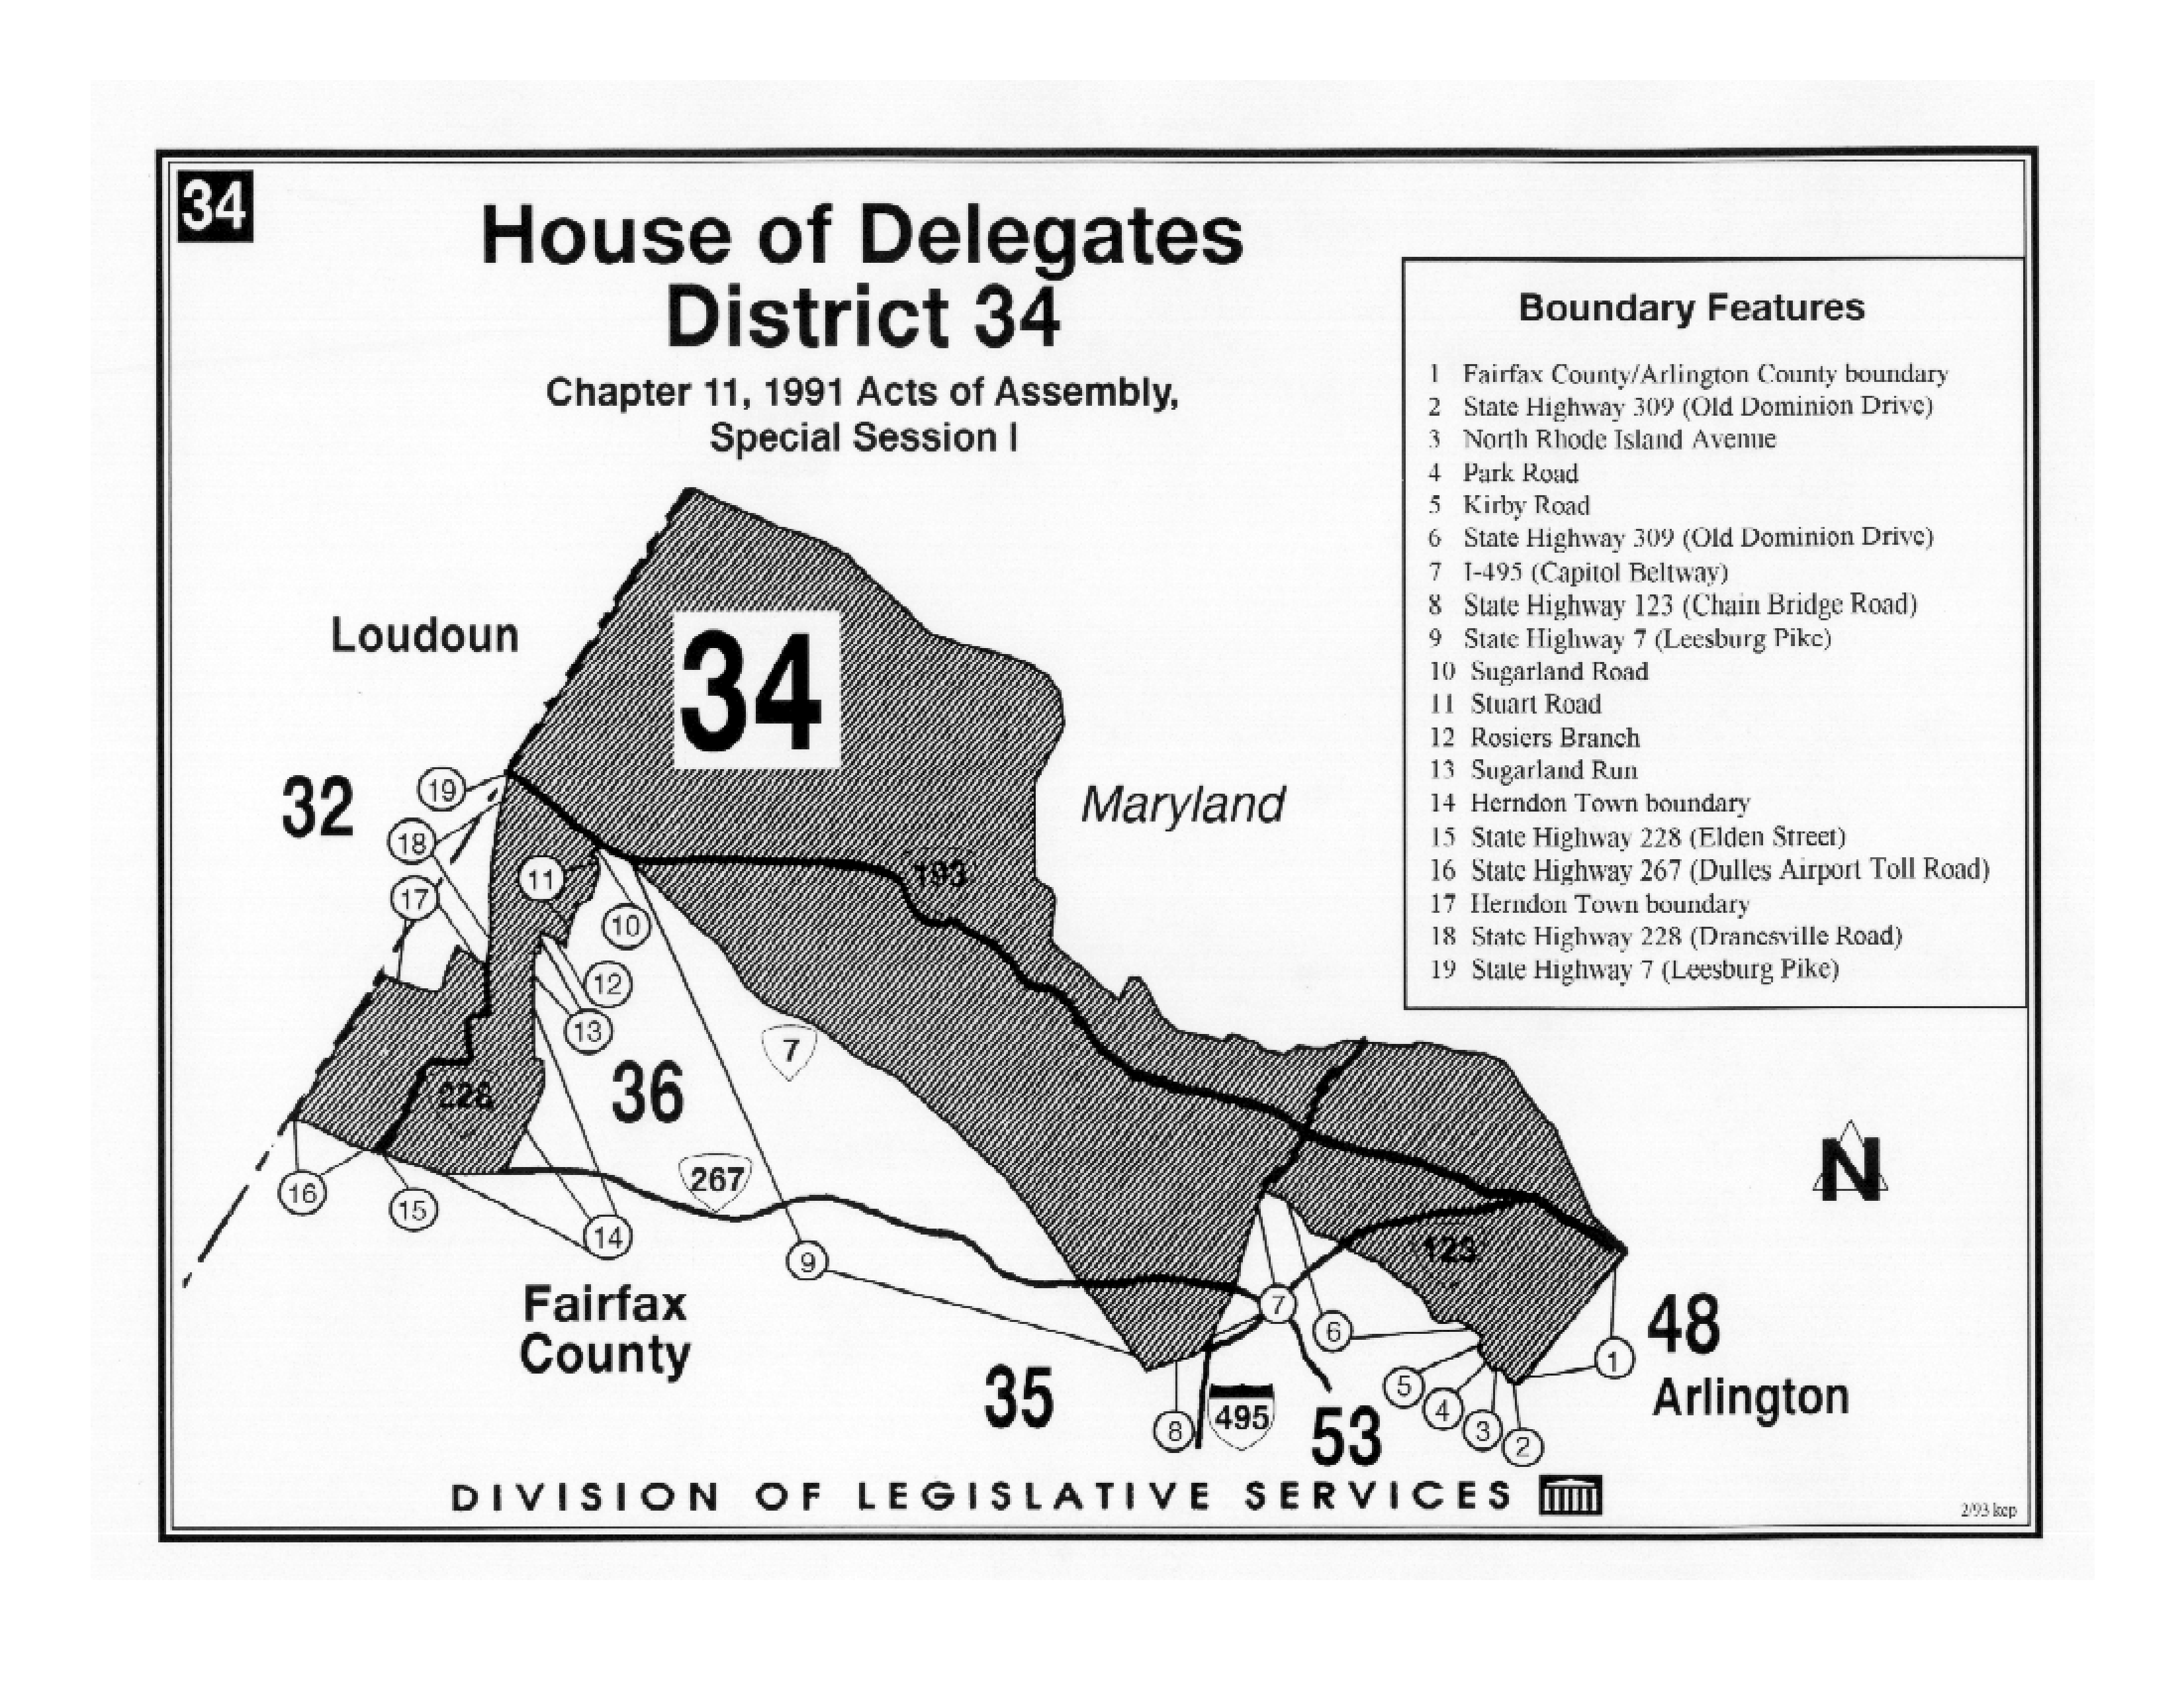 34
House of Delegates
District 34
Chapter 11, 1991 Acts of Assembly,
Special Session I
Boundary Features
1 Fairfax County/Arlington County boundary
2 State Highway 309 (Old Dominion Drive)
3 North Rhode Island Avenue
4 Park Road
5 Kirby Road
6 State Highway 309 (Old Dominion Drive)
7 I-495 (Capitol Beltway)
8 State Highway 123 (Chain Bridge Road)
9 State Highway 7 (Leesburg Pike)
10 Sugarland Road
11 Stuart Road
12 Rosiers Branch
13 Sugarland Run
14 Herndon Town boundary
15 State Highway 228 (Elden Street)
16 State Highway 267 (Dulles Airport Toll Road)
17 Herndon Town boundary
18 State Highway 228 (Dranesville Road)
19 State Highway 7 (Leesburg Pike)
Loudoun
34
32
19
Maryland
18
11
193
17
10
12
13
7
36
228
N
267
16
15
14
9
123
Fairfax
County
7
6
48
1
35
5
Arlington
4
495
8
53
3
2
DIVISION OF LEGISLATIVE SERVICES
2/93 kcp